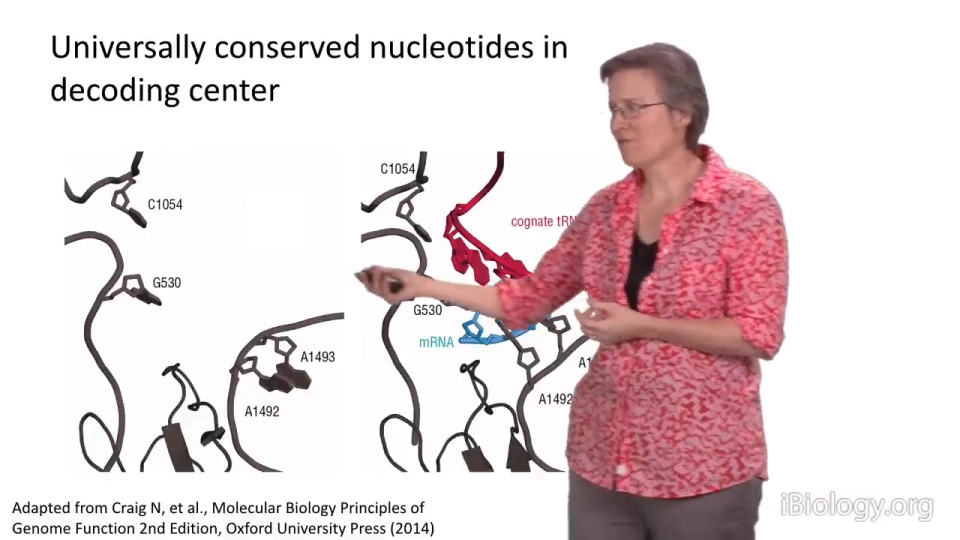 Universally conserved nucleotides in
decoding center
C1054
G530
A1493
A1492
C1054
cognate
G530
mRNA
A1492
Adapted from Craig N, et al., Molecular Biology Principles of
Genome Function 2nd Edition, Oxford University Press (2014)
iBiology.org